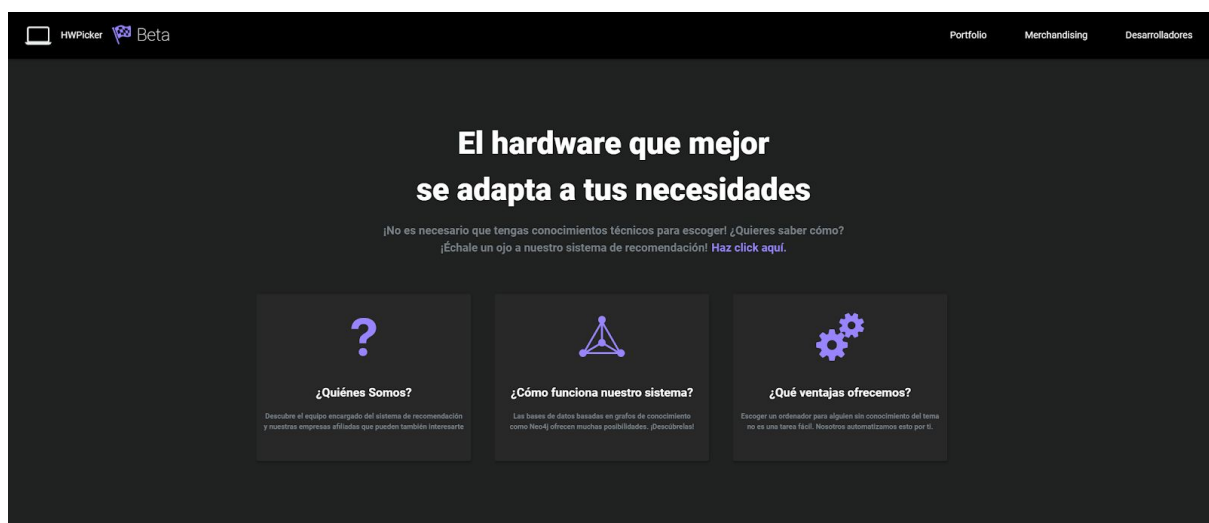 HWPicker Beta Portfolio Merchandising Desarrolladores
El hardware que mejor
se adapta a tus necesidades
¡No es necesario que tengas conocimientos técnicos para escoger! ¿Quieres saber cómo?
¡Échale un ojo a nuestro sistema de recomendación! Haz click aquí.
?
¿Quiénes Somos?
Descubre el equipo encargado del sistema de recomendación
y nuestras empresas afiliadas que pueden también interesarte
¿Cómo funciona nuestro sistema?
Las bases de datos basadas en grafos de conocimiento
como Neo4j ofrecen muchas posibilidades. ¡Descúbrelas!
¿Qué ventajas ofrecemos?
Escoger un ordenador para alguien sin conocimiento del tema
no es una tarea fácil. Nosotros automatizamos esto por ti.